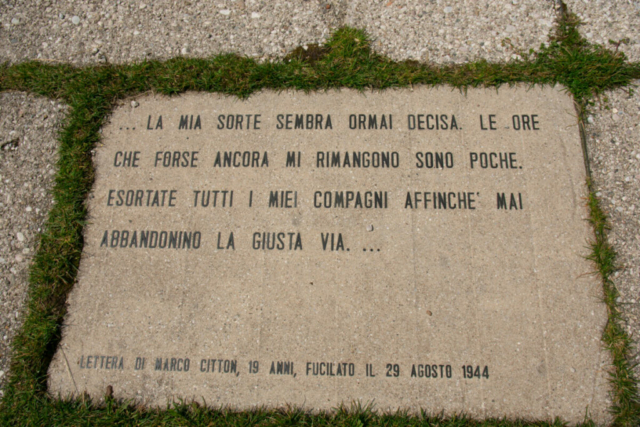 ... LA MIA SORTE SEMBRA ORMAI DECISA. LE ORE
CHE FORSE ANCORA MI RIMANGONO SONO POCHE.
ESORTATE TUTTI I MIEI COMPAGNI AFFINCHE' MAI
ABBANDONINO LA GIUSTA VIA. ...
LETTERA DI MARCO CITTON, 19 ANNI, FUCILATO IL 29 AGOSTO 1944